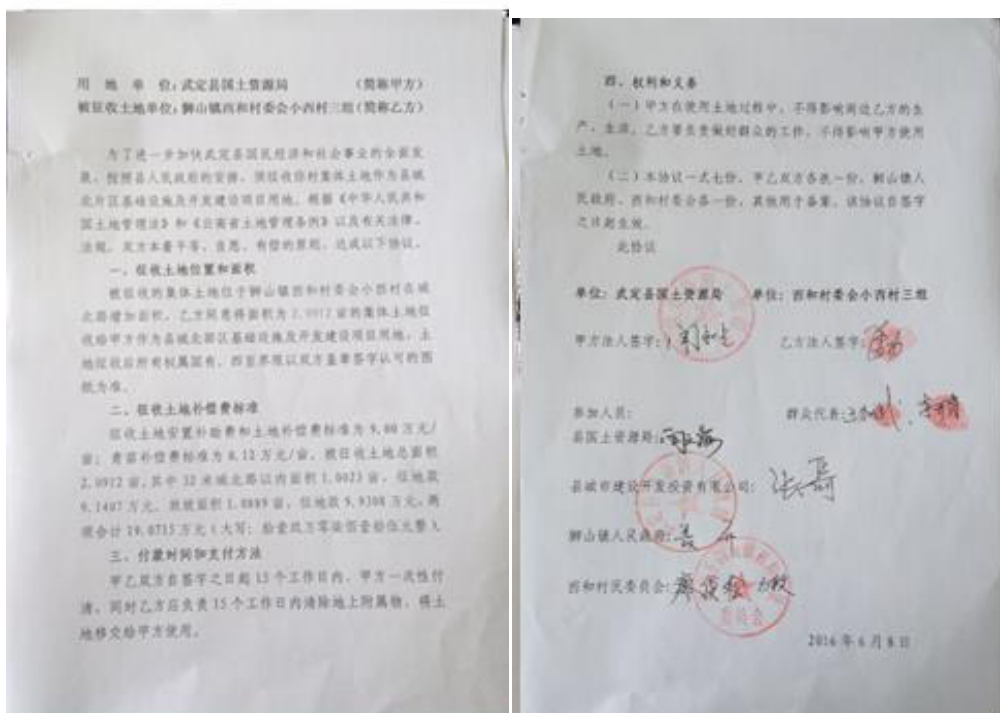 用地单位：武定县国土资源局 （简称甲方）
被征收土地单位：狮山镇西和村委会小西村三组（简称乙方）
为了进一步加快武定县国民经济和社会事业的全面发
展，按照县人民政府的安排，须征收你村集体土地作为县城
北片区基础设施及开发建设项目用地，根据《中华人民共和
国土地管理法》和《云南省土地管理条例》以及有关法律、
法规，双方本着平等、自愿、有偿的原则，达成以下协议。
一、征收土地位置和面积
被征收的集体土地位于狮山镇西和村委会小西村在城
北路增加面积，乙方同意将面积为2.0912亩的集体土地征
收给甲方作为县城北部区基础设施及开发建设项目用地，土
地征收后所有权属国有，四至界限以双方盖章签字认可的图
纸为准。
二、征收土地补偿费标准
征收土地安置补助费和土地补偿费标准为9.00万元/
亩；青苗补偿费标准为0.12万元/亩，被征收土地总面积
2.0912亩，其中32米城北路以内面积1.0023亩，征地款
9.1407万元，放坡面积1.0889亩，征地款9.9308万元，两
项合计19.0715万元（大写：拾玖万零柒佰壹拾伍元整）。
三、付款时间和支付方法
甲乙双方自签字之日起15个工作日内，甲方一次性付
清，同时乙方应负责15个工作日内清除地上附属物，将土
地移交给甲方使用。
四、权利和义务
（一）甲方在使用土地过程中，不得影响周边乙方的生
产、生活，乙方要负责做好群众的工作，不得影响甲方使用
土地。
（二）本协议一式七份，甲乙双方各执一份，狮山镇人
民政府、西和村委会各一份，其他用于备案，该协议自签字
之日起生效。
此协议
单位：武定县国土资源局 单位：西和村委会小西村三组
甲方法人签字： 乙方法人签字：
参加人员： 群众代表：
县国土资源局：
县城市建设开发投资有限公司：
狮山镇人民政府：
西和村民委员会：
2016年6月8日